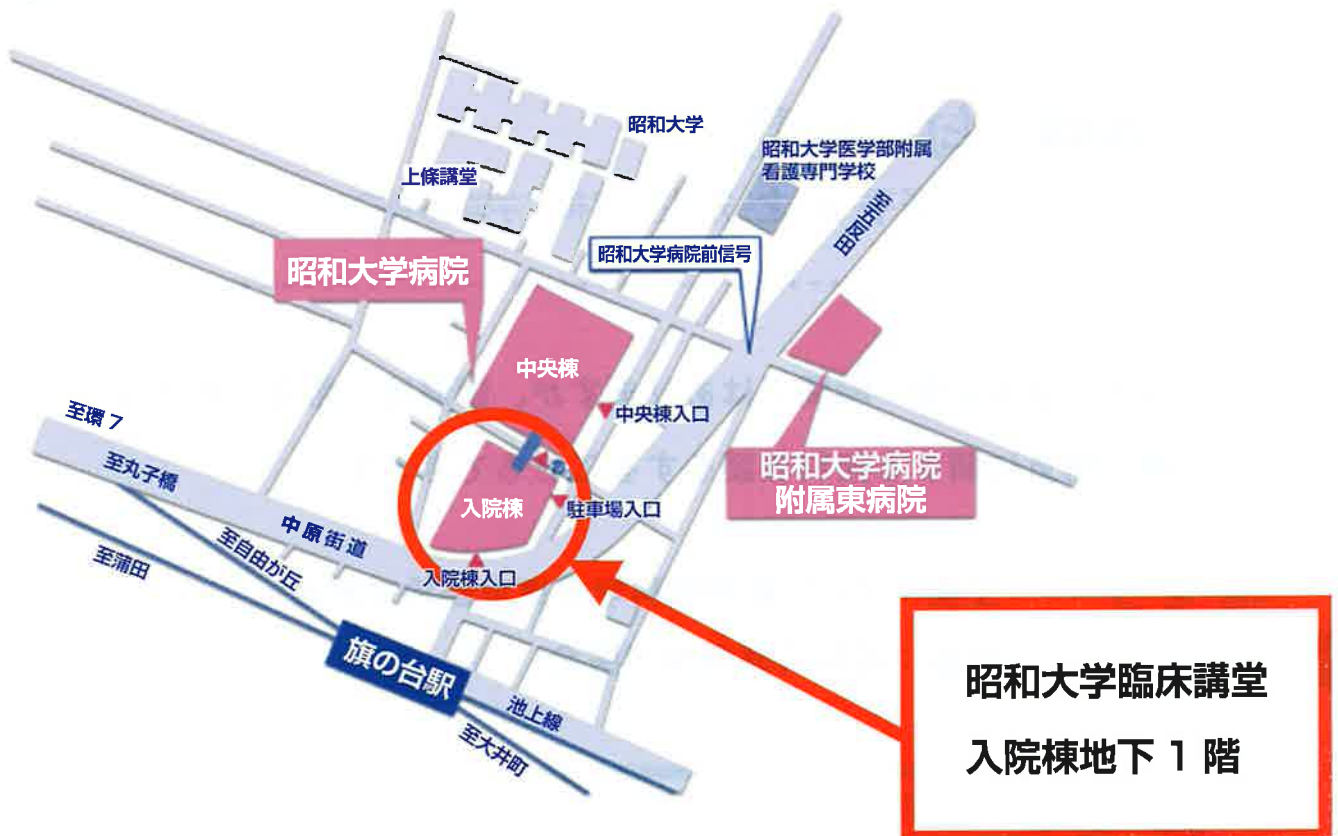 昭和大学
昭和大学医学部附属
看護専門学校
上條講堂
至五反田
昭和大学病院前信号
昭和大学病院
中央棟
中央棟入口
至環7
昭和大学病院
附属東病院
至丸子橋
入院棟
駐車場入口
中原街道
至自由が丘
至蒲田
入院棟入口
旗の台駅
池上線
至大井町
昭和大学臨床講堂
入院棟地下1階